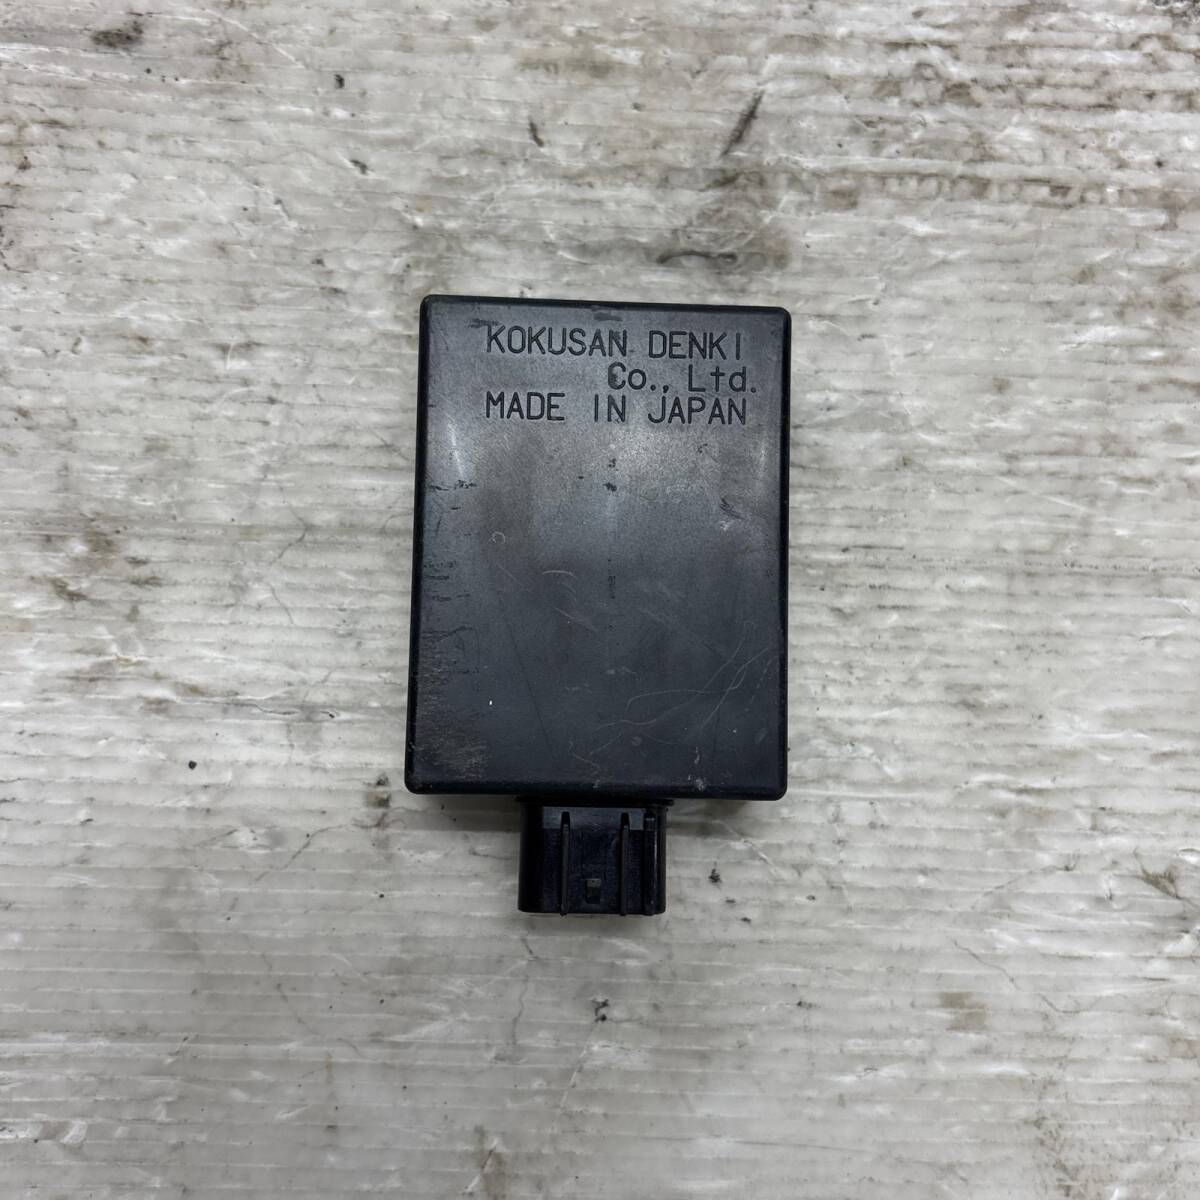 KOKUSAN DENKI
Co., Ltd.
MADE IN JAPAN